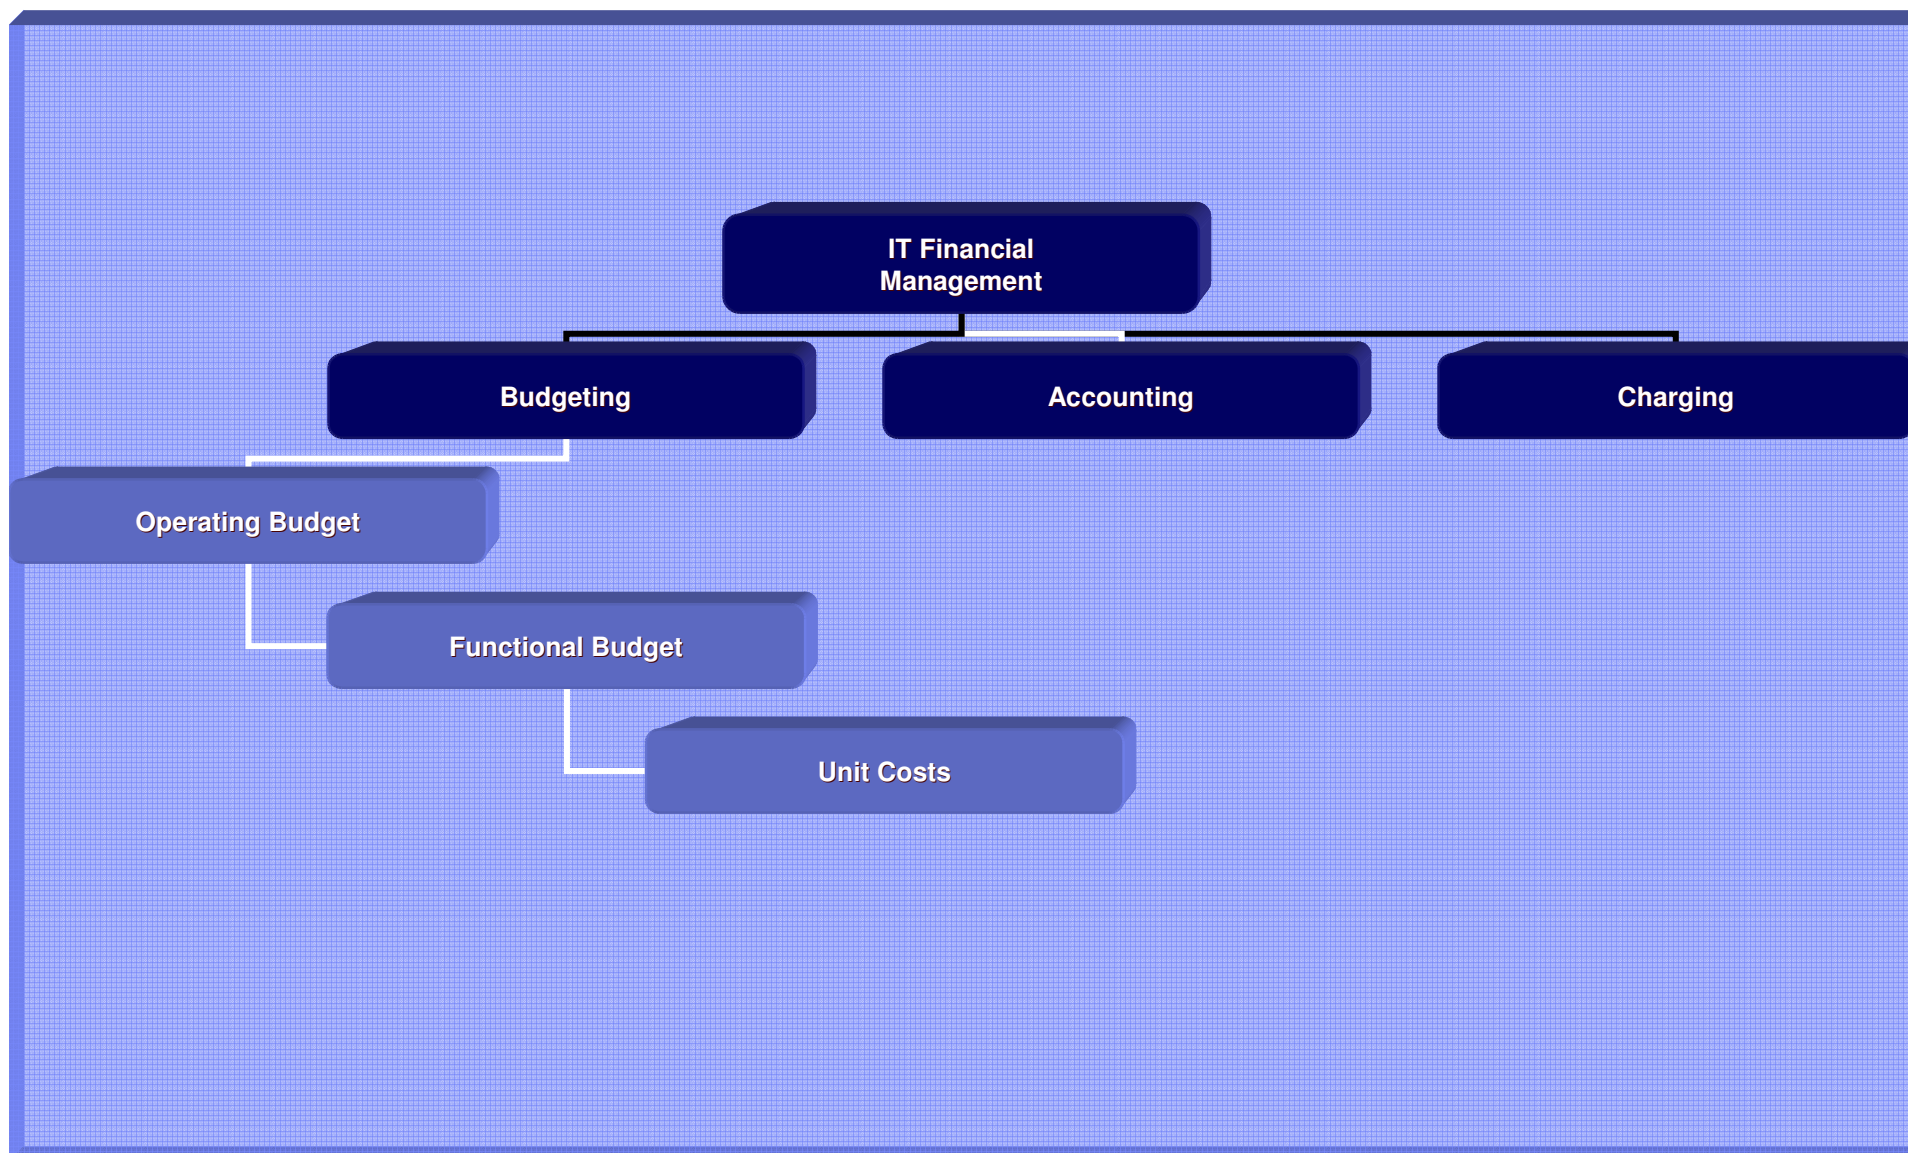 IT Financial
Management
Budgeting
Accounting
Charging
Operating Budget
Functional Budget
Unit Costs